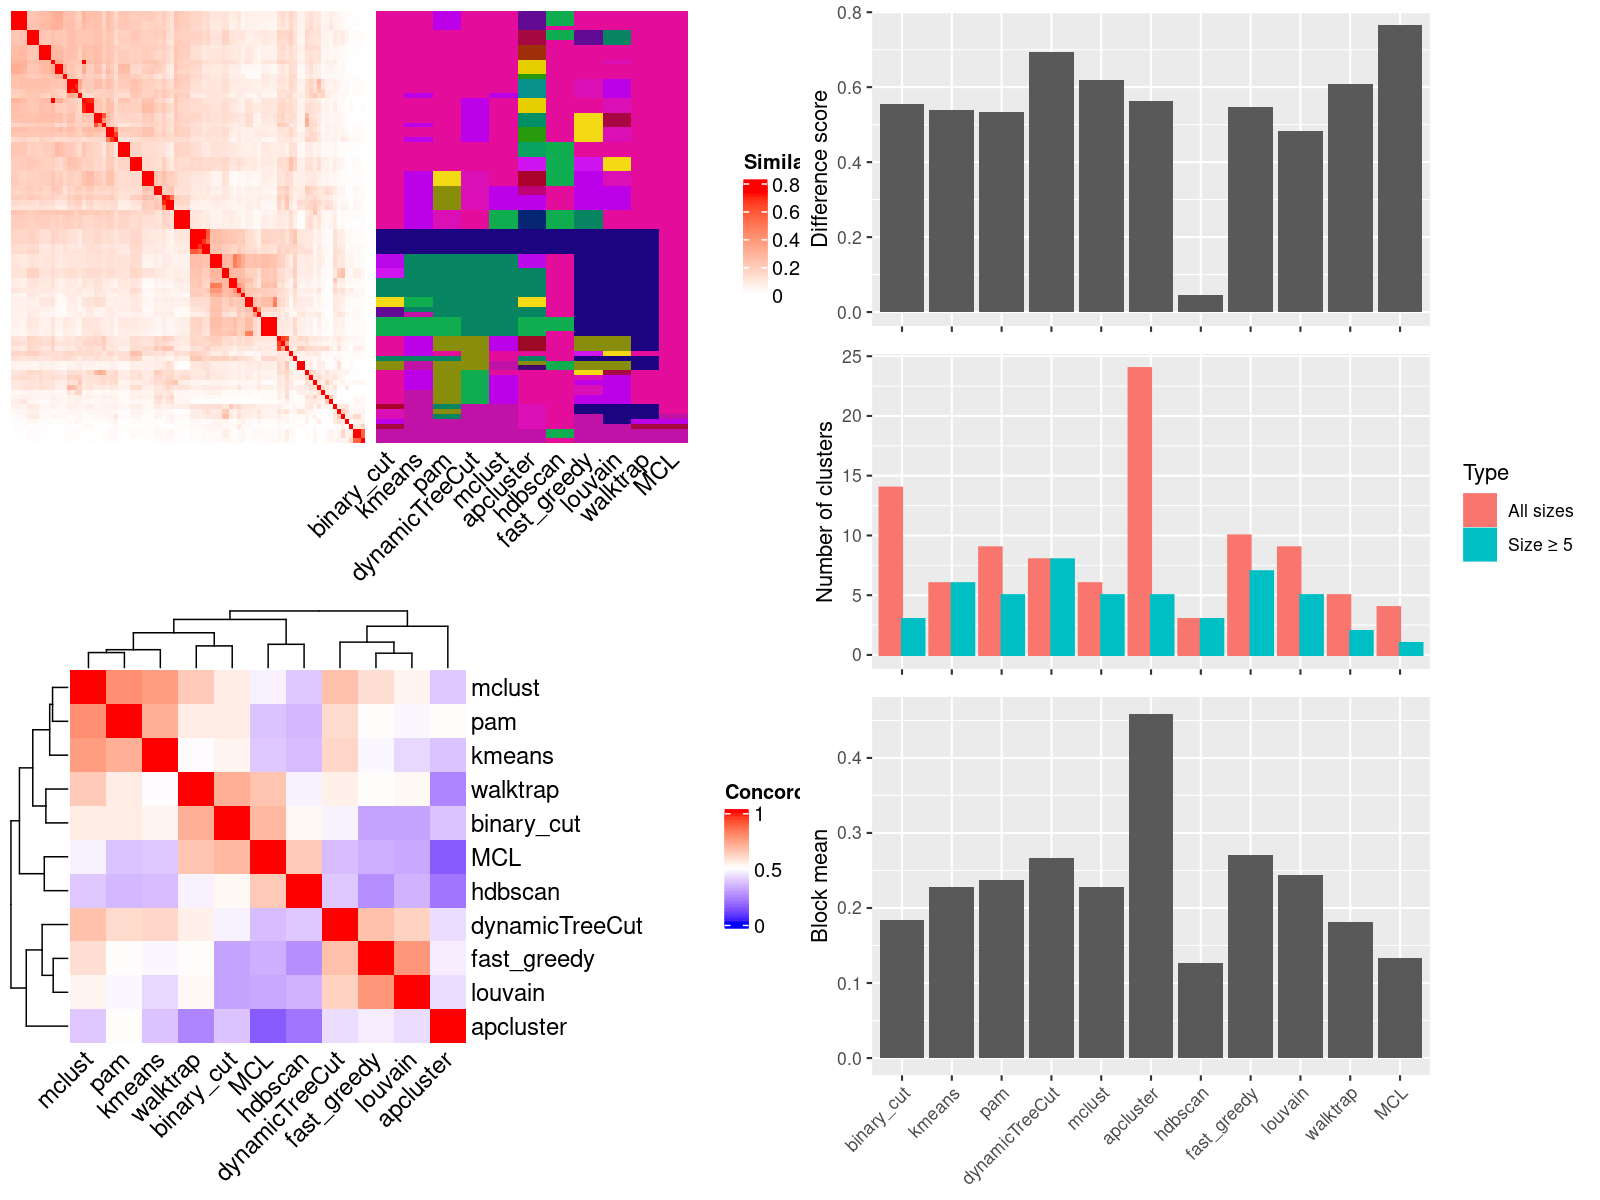 Simila
0.8
0.6
0.4
0.2
0
binary_cut
kmeans
pam
dynamicTreeCut
mclust
apcluster
hdbscan
fast_greedy
louvain
walktrap
MCL
mclust
pam
kmeans
walktrap
binary_cut
MCL
hdbscan
dynamicTreeCut
fast_greedy
louvain
apcluster
mclust
pam
kmeans
walktrap
binary_cut
MCL
hdbscan
dynamicTreeCut
fast_greedy
louvain
apcluster
Concord
1
0.5
0
Difference score
0.8
0.6
0.4
0.2
0.0
Number of clusters
25
20
15
10
5
0
Type
All sizes
Size ≥ 5
Block mean
0.4
0.3
0.2
0.1
0.0
binary_cut
kmeans
pam
dynamicTreeCut
mclust
apcluster
hdbscan
fast_greedy
louvain
walktrap
MCL